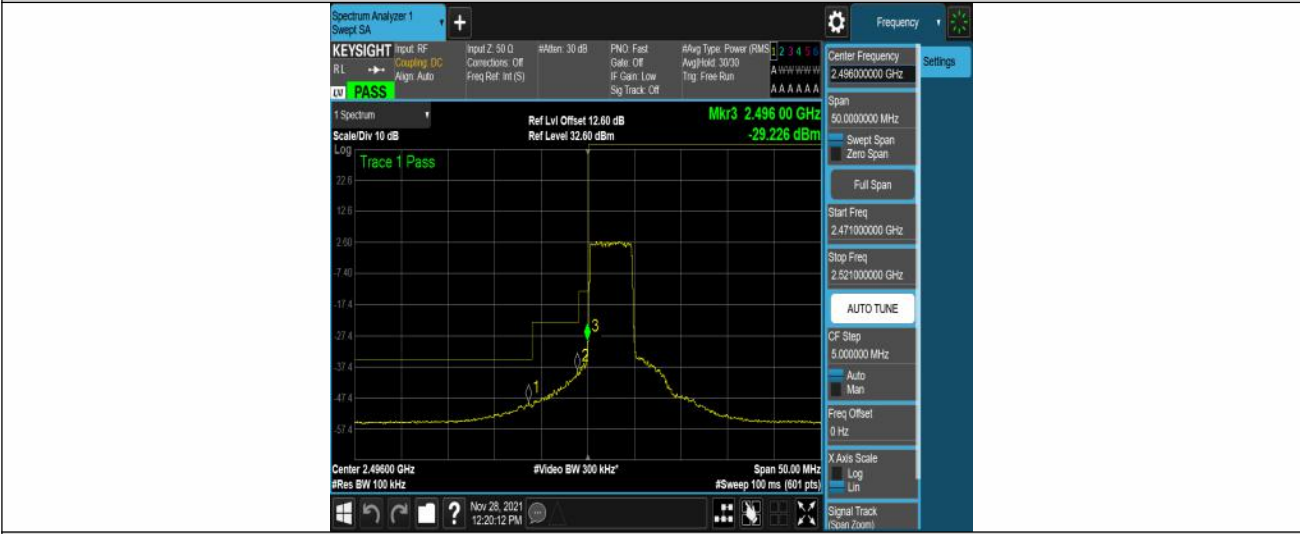 Spectrum Analyzer 1
Swept SA
+
Frequency
KEYSIGHT
RL
Input: RF
Coupling: DC
Align: Auto
Input Z: 50 Ω
Corrections: Off
Freq Ref: Int (S)
#Atten: 30 dB
PNO: Fast
Gate: Off
IF Gain: Low
Sig Track: Off
#Avg Type: Power (RMS
Avg|Hold: 30/30
Trig: Free Run
1 2 3 4 5 6
A W W W W W
A A A A A A
LV PASS
1 Spectrum
Scale/Div 10 dB
Log
Ref Lvl Offset 12.60 dB
Ref Level 32.60 dBm
Mkr3 2.496 00 GHz
-29.226 dBm
Trace 1 Pass
22.6
12.6
2.60
-7.40
-17.4
-27.4
-37.4
-47.4
-57.4
1
2
3
Center 2.49600 GHz
#Res BW 100 kHz
#Video BW 300 kHz*
Span 50.00 MHz
#Sweep 100 ms (601 pts)
Nov 28, 2021
12:20:12 PM
?
Center Frequency
2.496000000 GHz
Settings
Span
50.0000000 MHz
Swept Span
Zero Span
Full Span
Start Freq
2.471000000 GHz
Stop Freq
2.521000000 GHz
AUTO TUNE
CF Step
5.000000 MHz
Auto
Man
Freq Offset
0 Hz
X Axis Scale
Log
Lin
Signal Track
(Span Zoom)